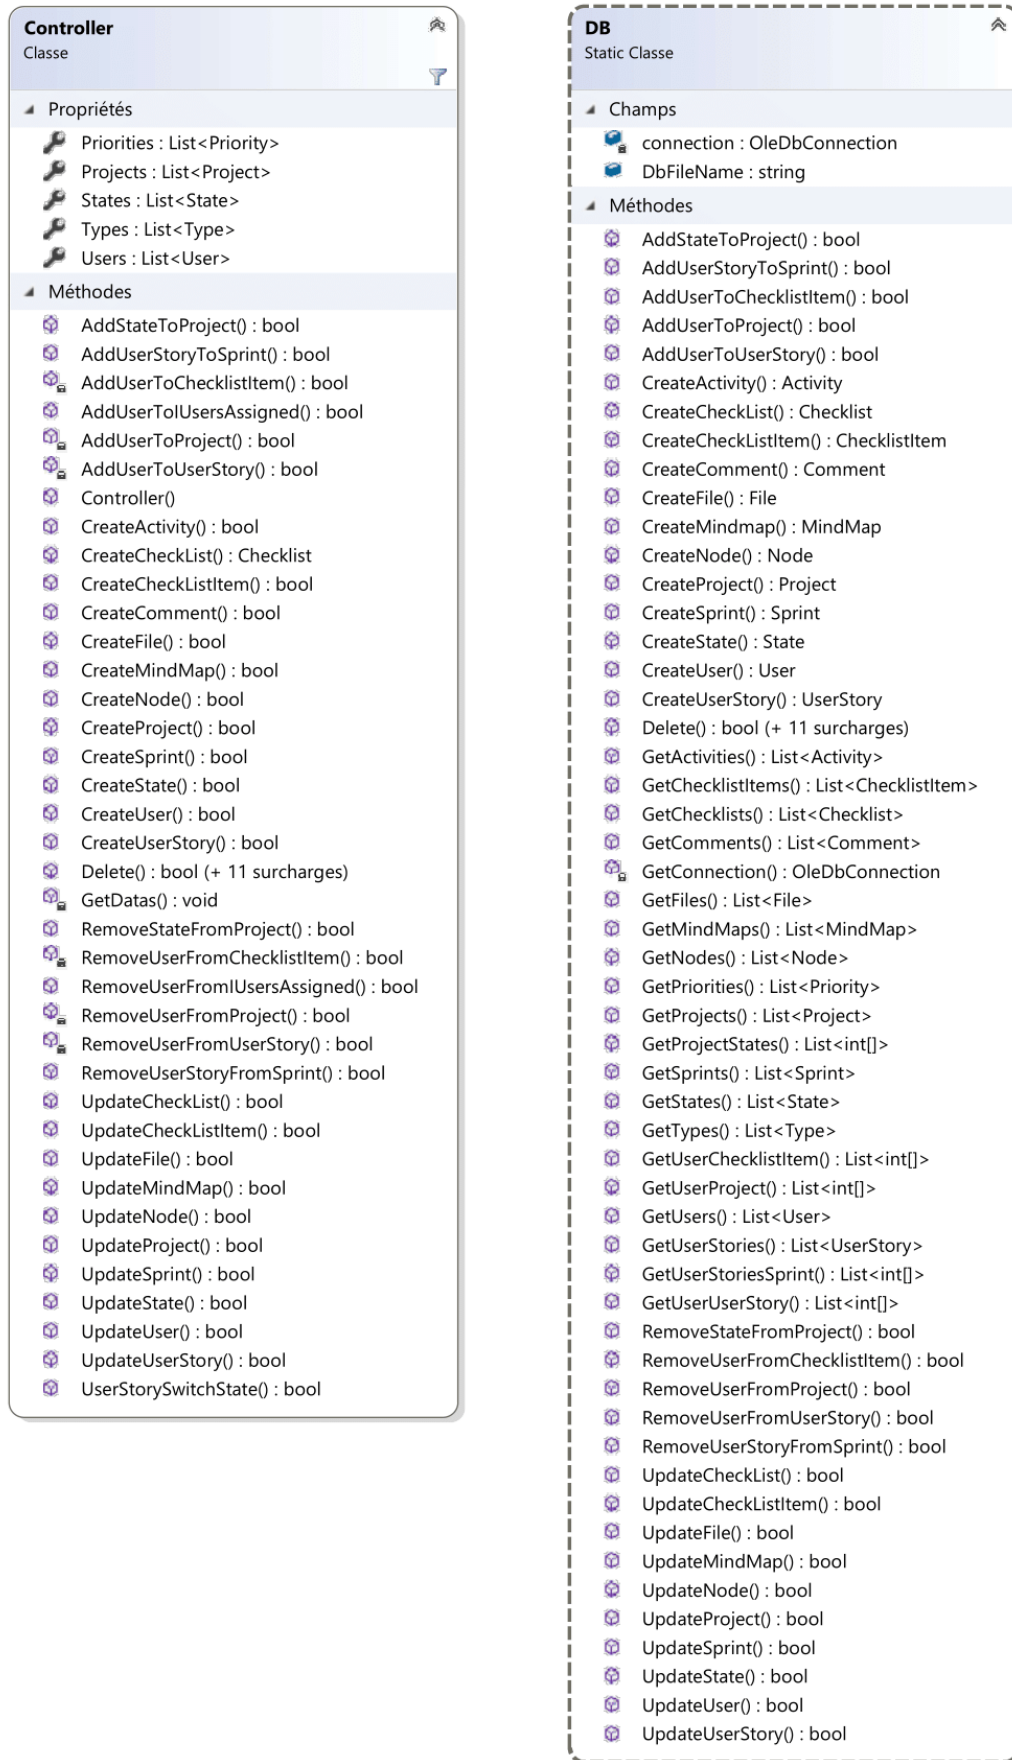 Controller
Classe
Propriétés
Priorities : List<Priority>
Projects : List<Project>
States : List<State>
Types : List<Type>
Users : List<User>
Méthodes
AddStateToProject() : bool
AddUserStoryToSprint() : bool
AddUserToChecklistItem() : bool
AddUserToIUsersAssigned() : bool
AddUserToProject() : bool
AddUserToUserStory() : bool
Controller()
CreateActivity() : bool
CreateCheckList() : Checklist
CreateCheckListItem() : bool
CreateComment() : bool
CreateFile() : bool
CreateMindMap() : bool
CreateNode() : bool
CreateProject() : bool
CreateSprint() : bool
CreateState() : bool
CreateUser() : bool
CreateUserStory() : bool
Delete() : bool (+ 11 surcharges)
GetDatas() : void
RemoveStateFromProject() : bool
RemoveUserFromChecklistItem() : bool
RemoveUserFromIUsersAssigned() : bool
RemoveUserFromProject() : bool
RemoveUserFromUserStory() : bool
RemoveUserStoryFromSprint() : bool
UpdateCheckList() : bool
UpdateCheckListItem() : bool
UpdateFile() : bool
UpdateMindMap() : bool
UpdateNode() : bool
UpdateProject() : bool
UpdateSprint() : bool
UpdateState() : bool
UpdateUser() : bool
UpdateUserStory() : bool
UserStorySwitchState() : bool
DB
Static Classe
Champs
connection : OleDbConnection
DbFileName : string
Méthodes
AddStateToProject() : bool
AddUserStoryToSprint() : bool
AddUserToChecklistItem() : bool
AddUserToProject() : bool
AddUserToUserStory() : bool
CreateActivity() : Activity
CreateCheckList() : Checklist
CreateCheckListItem() : ChecklistItem
CreateComment() : Comment
CreateFile() : File
CreateMindmap() : MindMap
CreateNode() : Node
CreateProject() : Project
CreateSprint() : Sprint
CreateState() : State
CreateUser() : User
CreateUserStory() : UserStory
Delete() : bool (+ 11 surcharges)
GetActivities() : List<Activity>
GetChecklistItems() : List<ChecklistItem>
GetChecklists() : List<Checklist>
GetComments() : List<Comment>
GetConnection() : OleDbConnection
GetFiles() : List<File>
GetMindMaps() : List<MindMap>
GetNodes() : List<Node>
GetPriorities() : List<Priority>
GetProjects() : List<Project>
GetProjectStates() : List<int[]>
GetSprints() : List<Sprint>
GetStates() : List<State>
GetTypes() : List<Type>
GetUserChecklistItem() : List<int[]>
GetUserProject() : List<int[]>
GetUsers() : List<User>
GetUserStories() : List<UserStory>
GetUserStoriesSprint() : List<int[]>
GetUserUserStory() : List<int[]>
RemoveStateFromProject() : bool
RemoveUserFromChecklistItem() : bool
RemoveUserFromProject() : bool
RemoveUserFromUserStory() : bool
RemoveUserStoryFromSprint() : bool
UpdateCheckList() : bool
UpdateCheckListItem() : bool
UpdateFile() : bool
UpdateMindMap() : bool
UpdateNode() : bool
UpdateProject() : bool
UpdateSprint() : bool
UpdateState() : bool
UpdateUser() : bool
UpdateUserStory() : bool